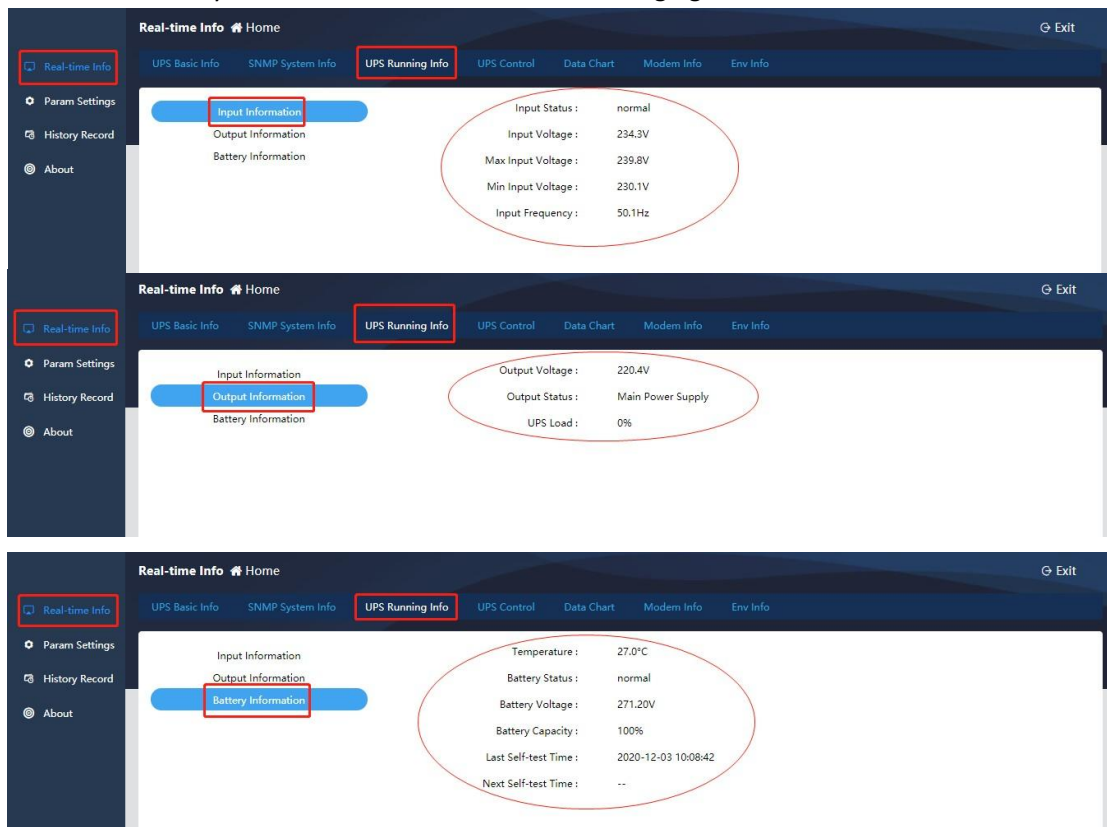 Real-time Info Home Exit
Real-time Info UPS Basic Info SNMP System Info UPS Running Info UPS Control Data Chart Modem Info Env Info
Param Settings Input Information Input Status : normal
History Record Output Information Input Voltage : 234.3V
Battery Information Max Input Voltage : 239.8V
About Min Input Voltage : 230.1V
Input Frequency : 50.1Hz
Real-time Info Home Exit
Real-time Info UPS Basic Info SNMP System Info UPS Running Info UPS Control Data Chart Modem Info Env Info
Param Settings Input Information Output Voltage : 220.4V
History Record Output Information Output Status : Main Power Supply
About Battery Information UPS Load : 0%
Real-time Info Home Exit
Real-time Info UPS Basic Info SNMP System Info UPS Running Info UPS Control Data Chart Modem Info Env Info
Param Settings Input Information Temperature : 27.0°C
History Record Output Information Battery Status : normal
About Battery Information Battery Voltage : 271.20V
Battery Capacity : 100%
Last Self-test Time : 2020-12-03 10:08:42
Next Self-test Time : --